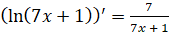 (ln(7x + 1))′ = 7/(7x + 1)